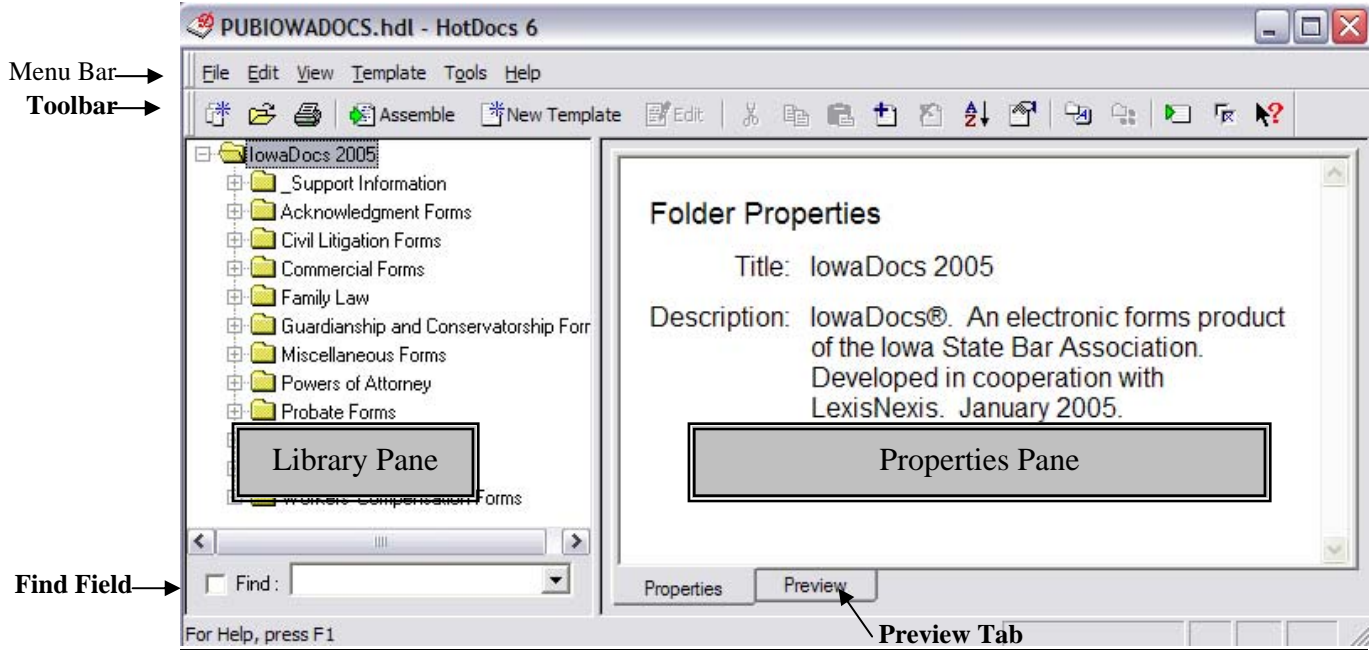 PUBIOWADOCS.hdl - HotDocs 6
Menu Bar
File Edit View Template Tools Help
Toolbar
Assemble New Template Edit
IowaDocs 2005
_Support Information
Acknowledgment Forms
Civil Litigation Forms
Commercial Forms
Family Law
Guardianship and Conservatorship Forr
Miscellaneous Forms
Powers of Attorney
Probate Forms
Library Pane
Workers' Compensation Forms
Find Field
Find :
Folder Properties
Title: IowaDocs 2005
Description: IowaDocs®. An electronic forms product
of the Iowa State Bar Association.
Developed in cooperation with
LexisNexis. January 2005.
Properties Pane
Properties Preview
For Help, press F1
Preview Tab